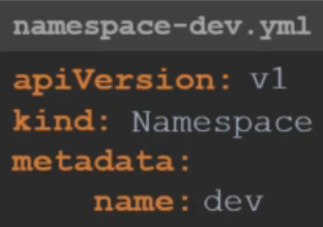 namespace-dev.yml
apiVersion: v1
kind: Namespace
metadata:
    name: dev